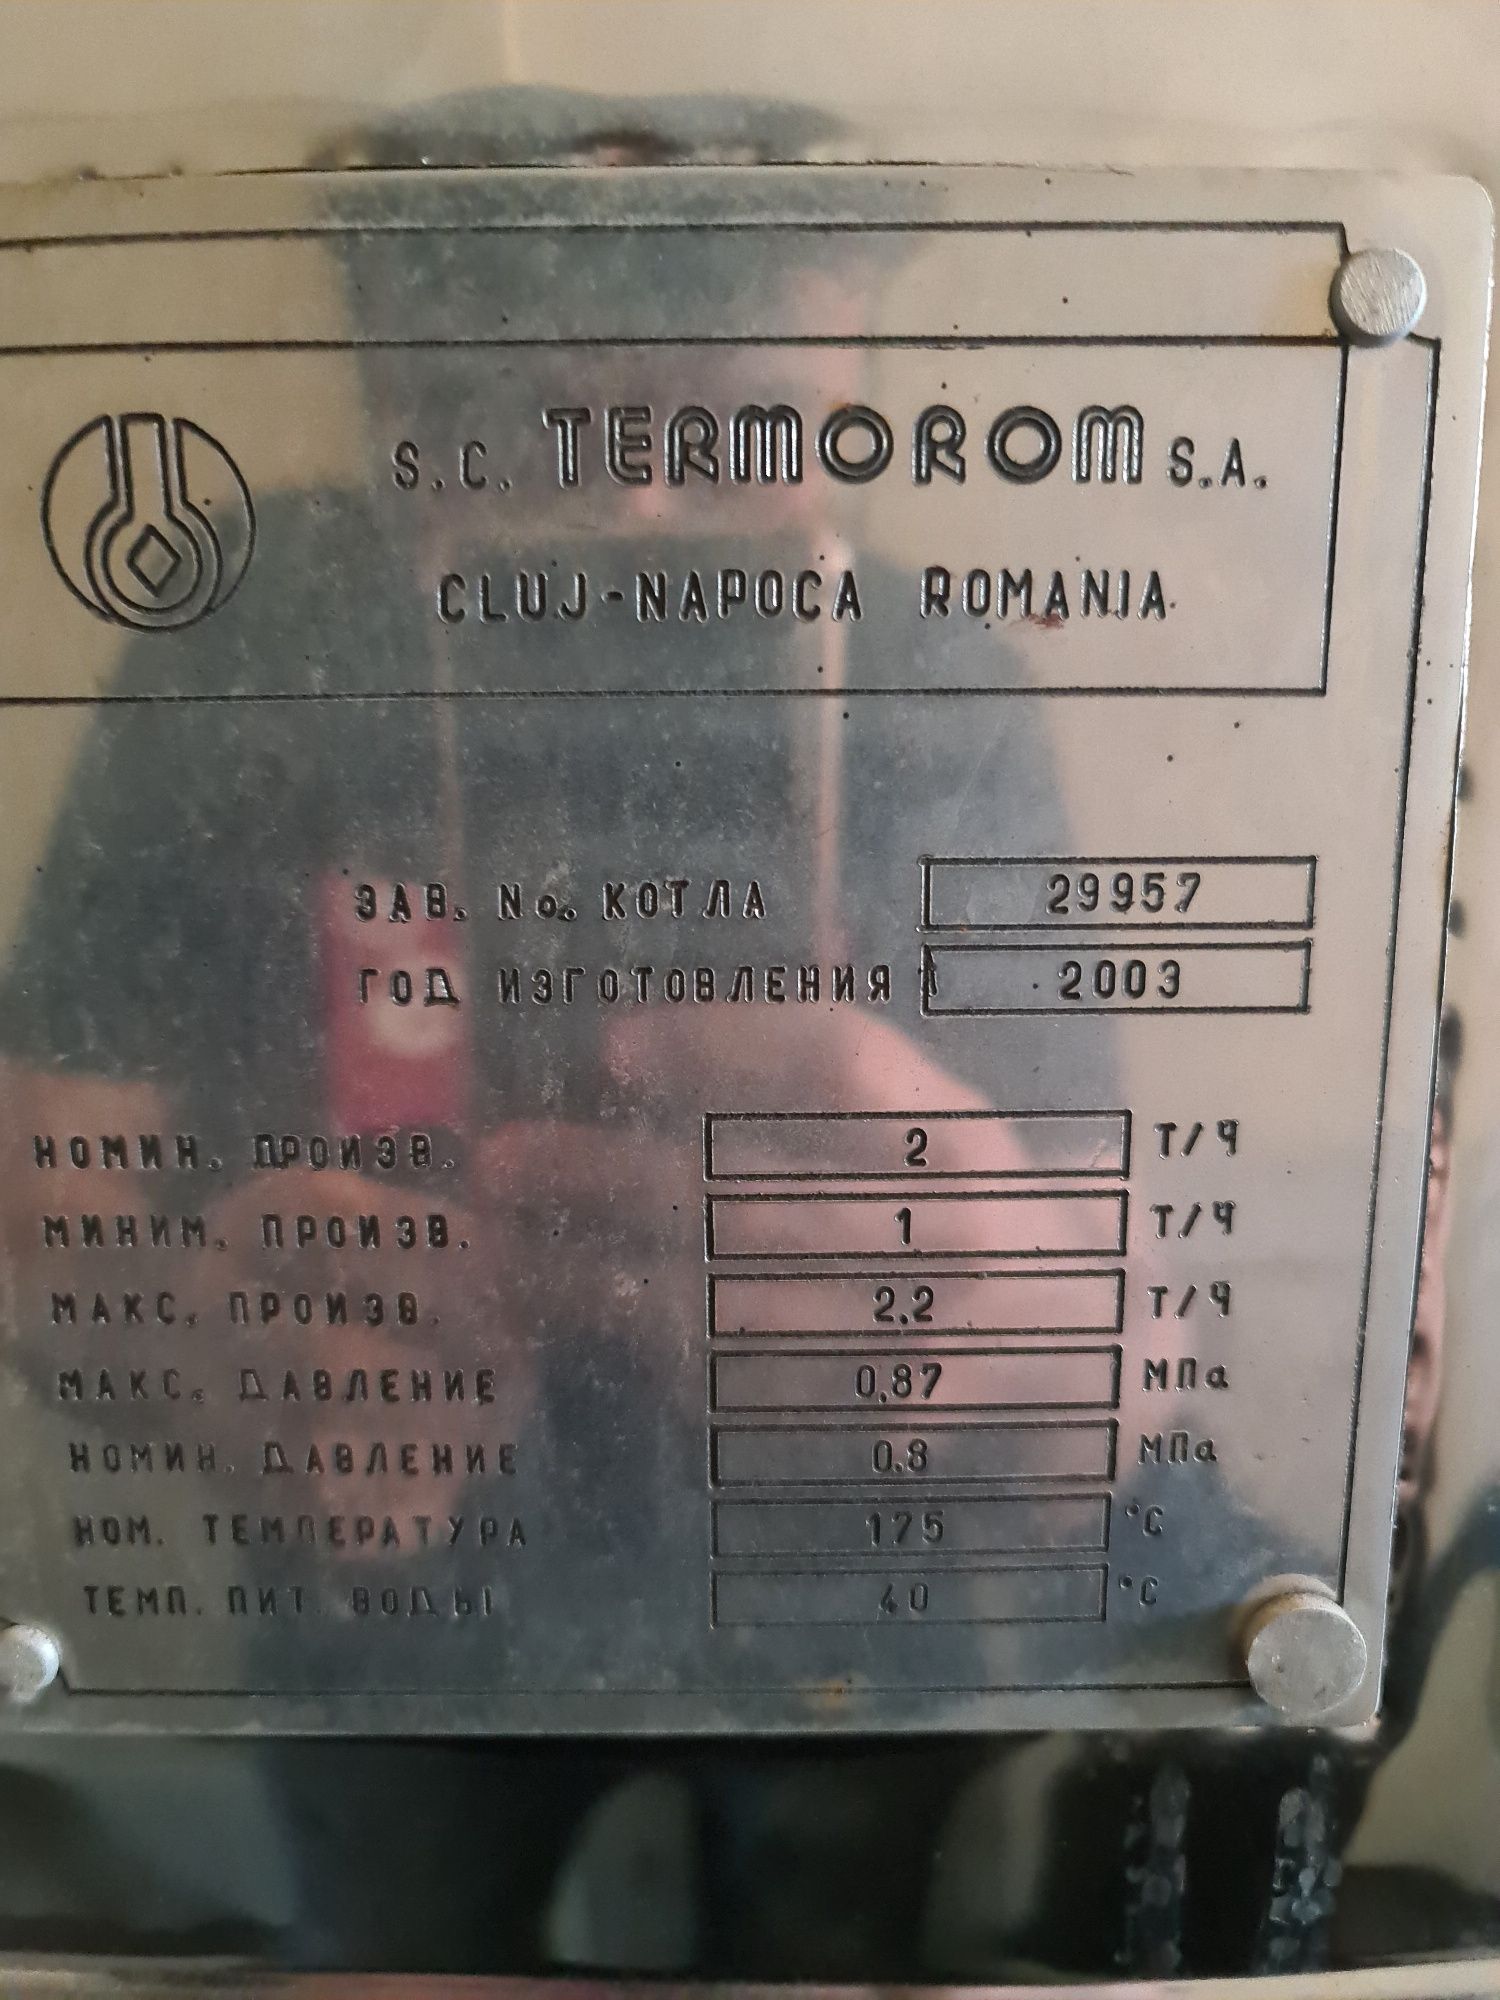 S.C. TERMOROM S.A.
CLUJ-NAPOCA ROMANIA
ЗАВ. No. КОТЛА 29957
ГОД ИЗГОТОВЛЕНИЯ 2003
НОМИН. ПРОИЗВ. 2 Т/Ч
МИНИМ. ПРОИЗВ. 1 Т/Ч
МАКС. ПРОИЗВ. 2.2 Т/Ч
МАКС. ДАВЛЕНИЕ 0,87 МПа
НОМИН. ДАВЛЕНИЕ 0.8 МПа
НОМ. ТЕМПЕРАТУРА 175 °C
ТЕМП. ПИТ. ВОДЫ 40 °C